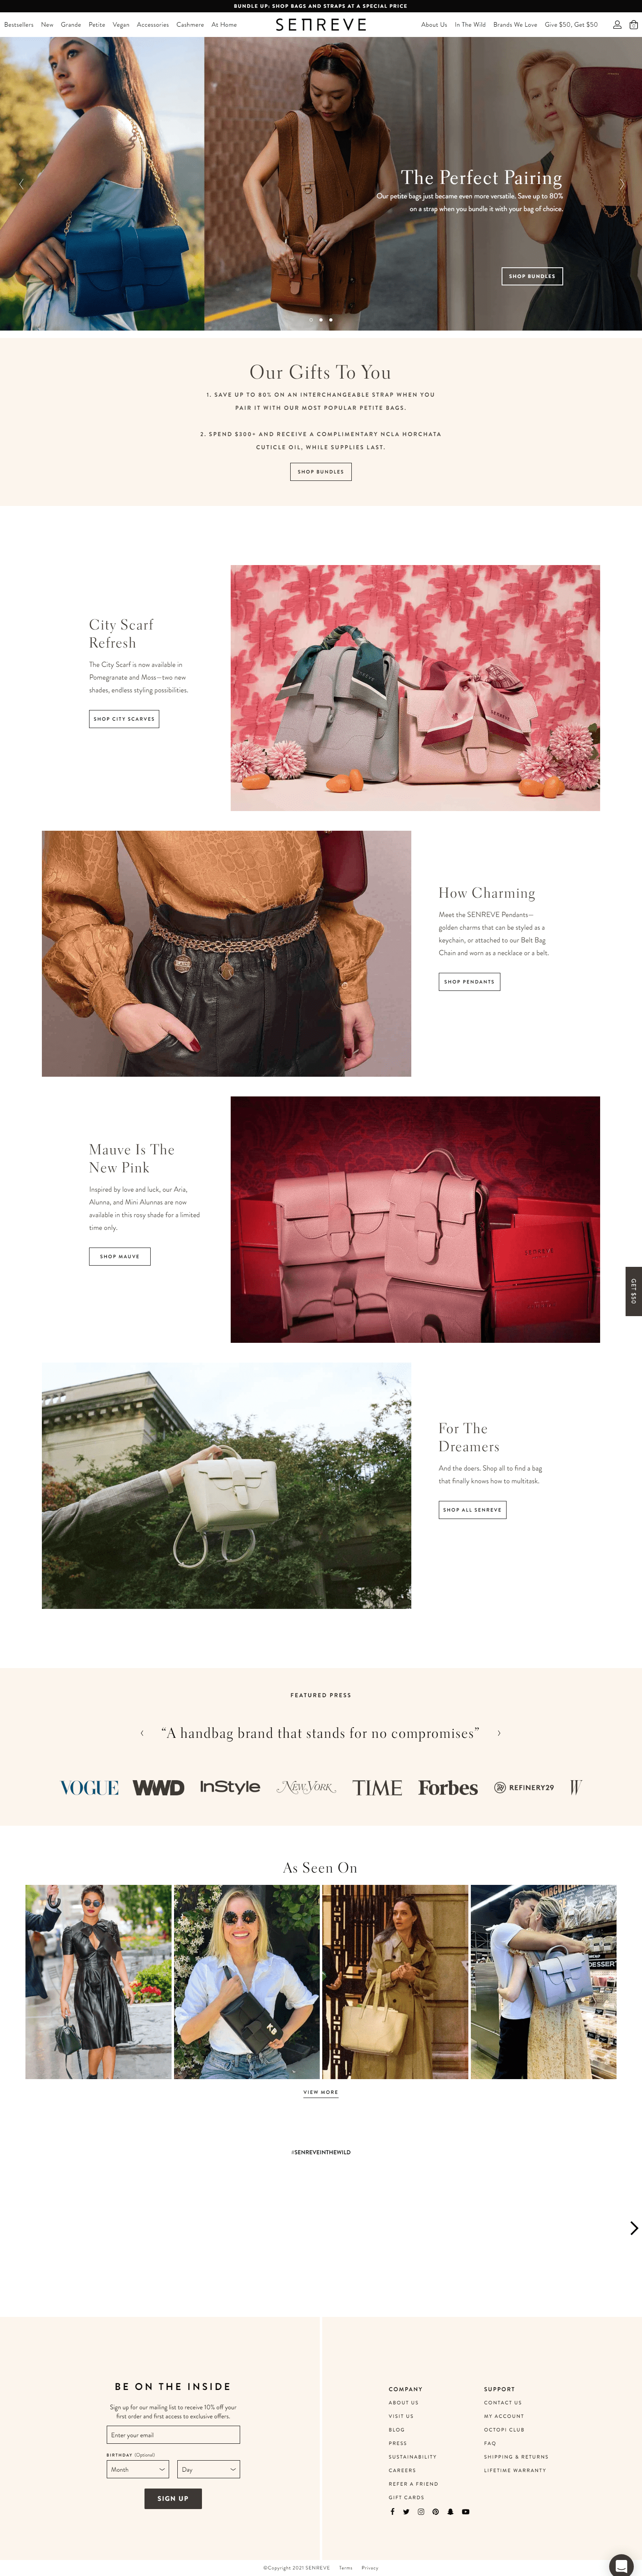 BUNDLE UP: SHOP BAGS AND STRAPS AT A SPECIAL PRICE
Bestsellers New Grande Petite Vegan Accessories Cashmere At Home
SENREVE
About Us In The Wild Brands We Love Give $50, Get $50
The Perfect Pairing
Our petite bags just became even more versatile. Save up to 80%
on a strap when you bundle it with your bag of choice.
SHOP BUNDLES
Our Gifts To You
1. SAVE UP TO 80% ON AN INTERCHANGEABLE STRAP WHEN YOU
PAIR IT WITH OUR MOST POPULAR PETITE BAGS.
2. SPEND $300+ AND RECEIVE A COMPLIMENTARY NCLA HORCHATA
CUTICLE OIL, WHILE SUPPLIES LAST.
SHOP BUNDLES
City Scarf
Refresh
The City Scarf is now available in
Pomegranate and Moss—two new
shades, endless styling possibilities.
SHOP CITY SCARVES
SENREVE
How Charming
Meet the SENREVE Pendants—
golden charms that can be styled as a
keychain, or attached to our Belt Bag
Chain and worn as a necklace or a belt.
SHOP PENDANTS
Mauve Is The
New Pink
Inspired by love and luck, our Aria,
Alunna, and Mini Alunnas are now
available in this rosy shade for a limited
time only.
SHOP MAUVE
SENREVE
GET $50
For The
Dreamers
And the doers. Shop all to find a bag
that finally knows how to multitask.
SHOP ALL SENREVE
FEATURED PRESS
“A handbag brand that stands for no compromises”
VOGUE WWD InStyle NEW YORK TIME Forbes REFINERY29 W
As Seen On
DESSERT
VIEW MORE
#SENREVEINTHEWILD
BE ON THE INSIDE
Sign up for our mailing list to receive 10% off your
first order and first access to exclusive offers.
Enter your email
BIRTHDAY (Optional)
Month Day
SIGN UP
COMPANY
ABOUT US
VISIT US
BLOG
PRESS
SUSTAINABILITY
CAREERS
REFER A FRIEND
GIFT CARDS
SUPPORT
CONTACT US
MY ACCOUNT
OCTOPI CLUB
FAQ
SHIPPING & RETURNS
LIFETIME WARRANTY
©Copyright 2021 SENREVE Terms Privacy